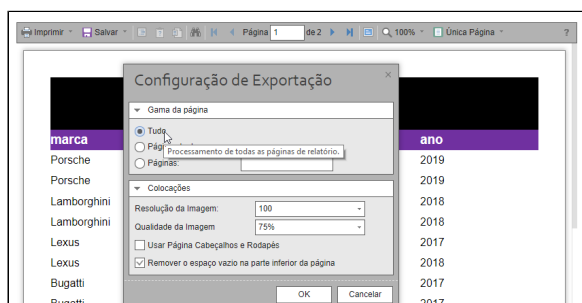 Imprimir Salvar Página 1 de 2 100% Única Página ?
Configuração de Exportação ×
Gama da página
Tudo
Processamento de todas as páginas de relatório.
Páginas:
marca ano
Porsche 2019
Porsche 2019
Lamborghini 2018
Lamborghini 2018
Lexus 2017
Lexus 2018
Bugatti 2017
Bugatti 2017
Colocações
Resolução da Imagem: 100
Qualidade da Imagem 75%
Usar Página Cabeçalhos e Rodapés
Remover o espaço vazio na parte inferior da página
OK Cancelar